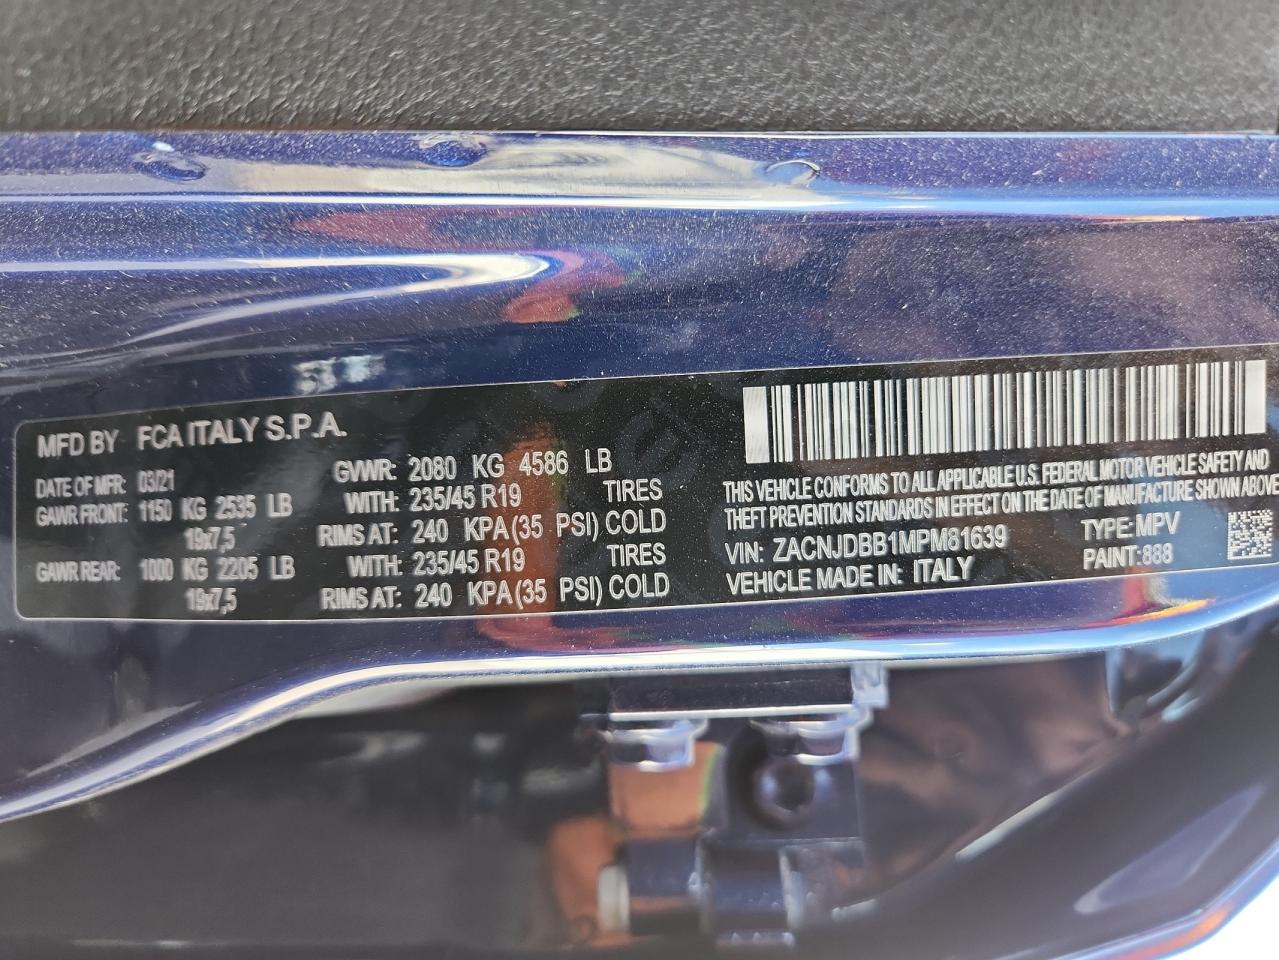 MFD BY FCA ITALY S.P.A.
DATE OF MFR: 03/21 GVWR: 2080 KG 4586 LB
GAWR FRONT: 1150 KG 2535 LB WITH: 235/45 R19 TIRES
19x7,5 RIMS AT: 240 KPA(35 PSI) COLD
GAWR REAR: 1000 KG 2205 LB WITH: 235/45 R19 TIRES
19x7,5 RIMS AT: 240 KPA(35 PSI) COLD
THIS VEHICLE CONFORMS TO ALL APPLICABLE U.S. FEDERAL MOTOR VEHICLE SAFETY AND
THEFT PREVENTION STANDARDS IN EFFECT ON THE DATE OF MANUFACTURE SHOWN ABOVE
VIN: ZACNJDBB1MPM81639 TYPE:MPV
VEHICLE MADE IN: ITALY PAINT:888